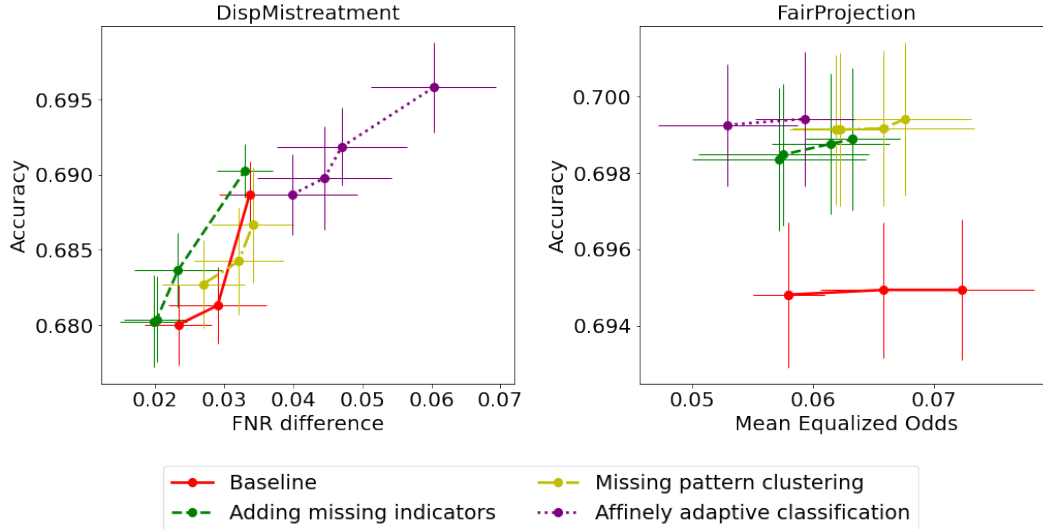 DispMistreatment
FairProjection
Accuracy
0.695
0.690
0.685
0.680
0.02 0.03 0.04 0.05 0.06 0.07
FNR difference
Accuracy
0.700
0.698
0.696
0.694
0.05 0.06 0.07
Mean Equalized Odds
Baseline
Adding missing indicators
Missing pattern clustering
Affinely adaptive classification